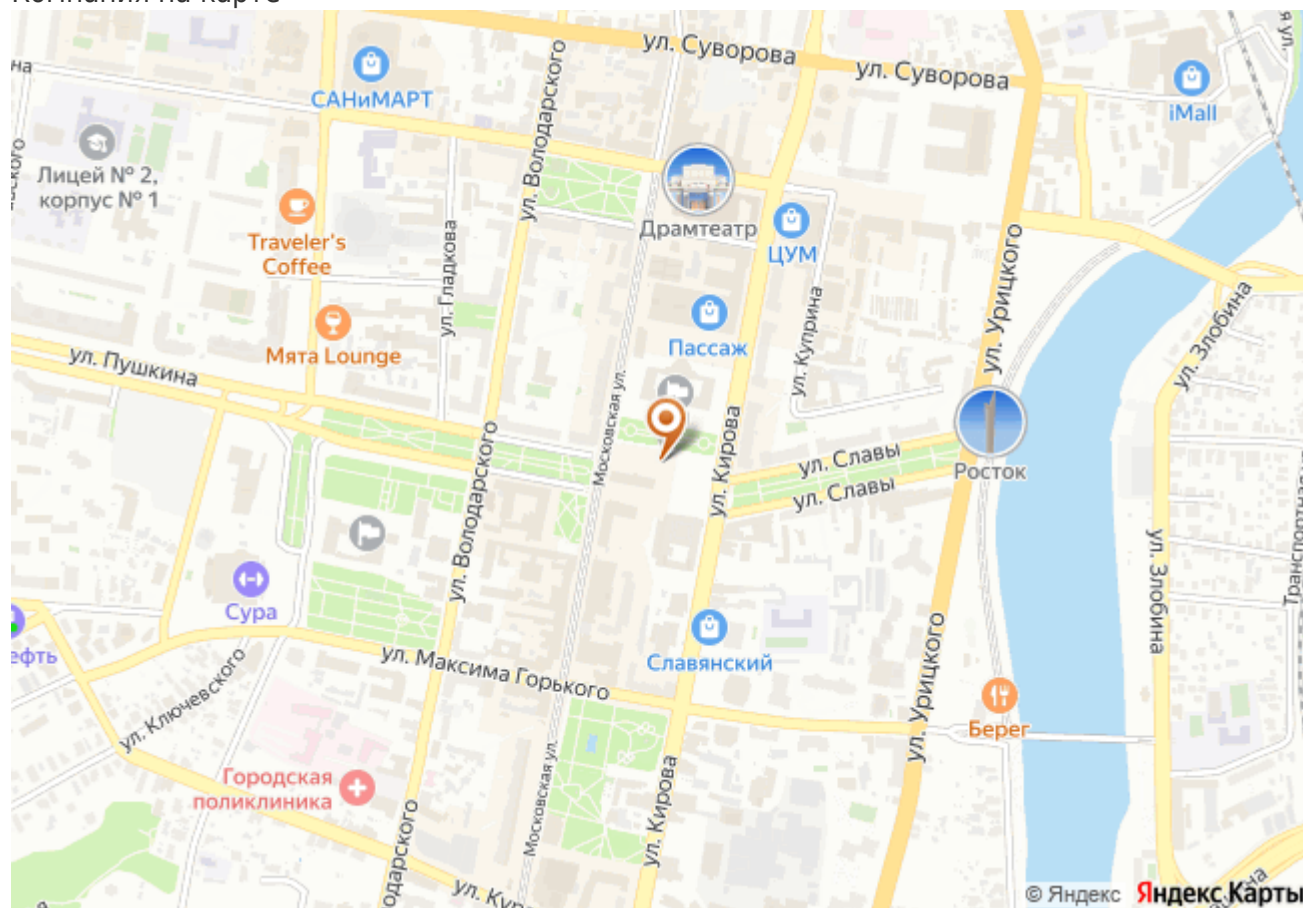 Компания на карте
ул. Суворова
ул. Суворова
САНиМАРТ
iMall
Лицей № 2,
корпус № 1
ул. Володарского
Драмтеатр
Traveler's
Coffee
ул. Гладкова
ЦУМ
ул. Урицкого
ул. Злобина
Пассаж
ул. Куприна
Мята Lounge
ул. Пушкина
Московская ул.
ул. Кирова
ул. Славы
ул. Славы
Росток
ул. Володарского
ул. Злобина
Сура
ул. Максима Горького
Славянский
ул. Урицкого
ул. Ключевского
Берег
Городская
поликлиника
Московская ул.
ул. Кирова
© Яндекс Яндекс Карты